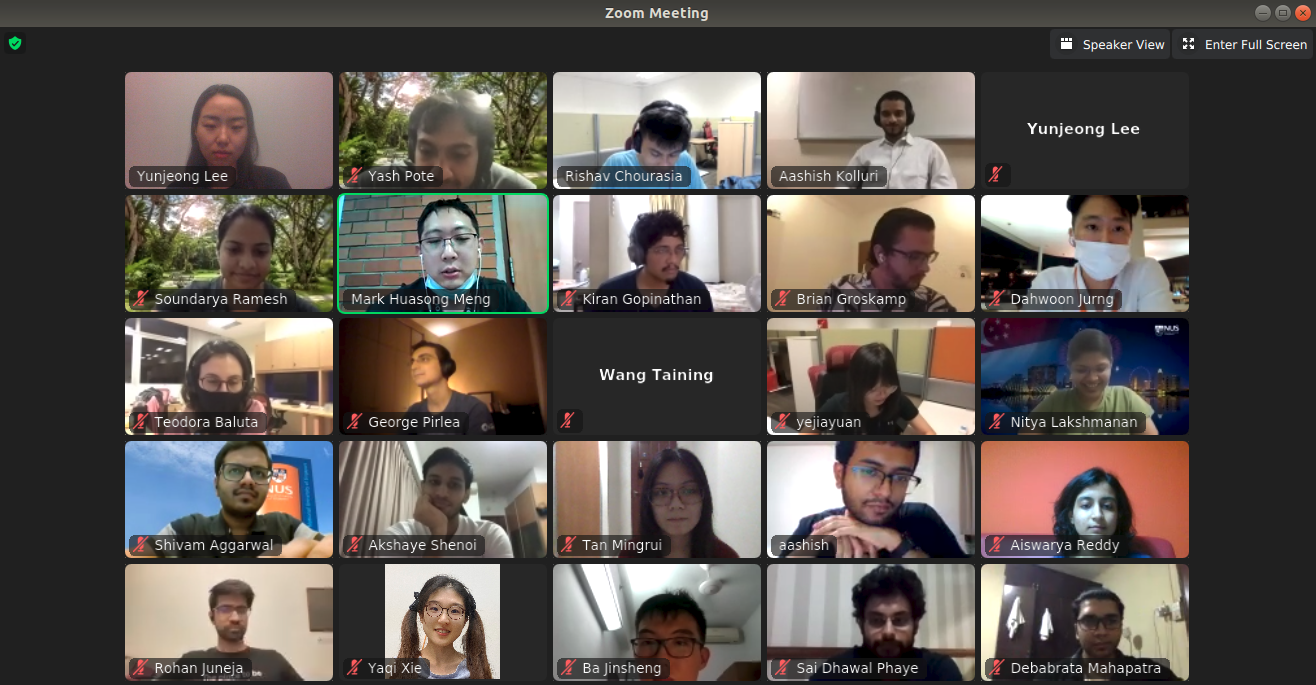 Zoom Meeting
Speaker View
Enter Full Screen
Yunjeong Lee
Yash Pote
Rishav Chourasia
Aashish Kolluri
Yunjeong Lee
Soundarya Ramesh
Mark Huasong Meng
Kiran Gopinathan
Brian Groskamp
Dahwoon Jurng
Teodora Baluta
George Pirlea
Wang Taining
yejiayuan
NUS
Nitya Lakshmanan
NUS
Shivam Aggarwal
Akshaye Shenoi
Tan Mingrui
aashish
Aiswarya Reddy
Rohan Juneja
Yaqi Xie
Ba Jinsheng
Sai Dhawal Phaye
Debabrata Mahapatra